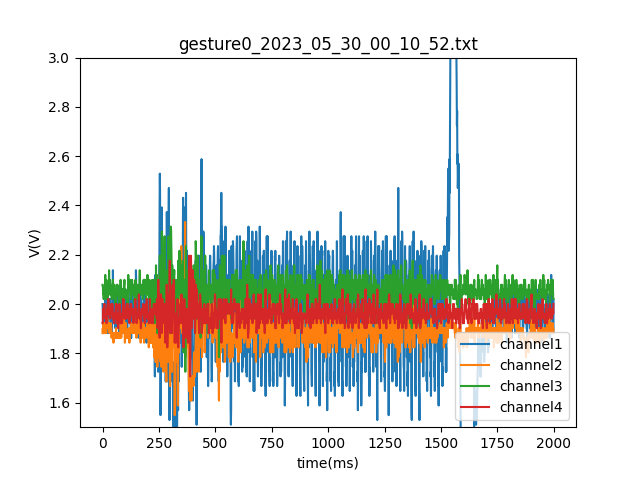 gesture0_2023_05_30_00_10_52.txt
3.0
2.8
2.6
2.4
2.2
2.0
1.8
1.6
V(V)
channel1
channel2
channel3
channel4
0 250 500 750 1000 1250 1500 1750 2000
time(ms)